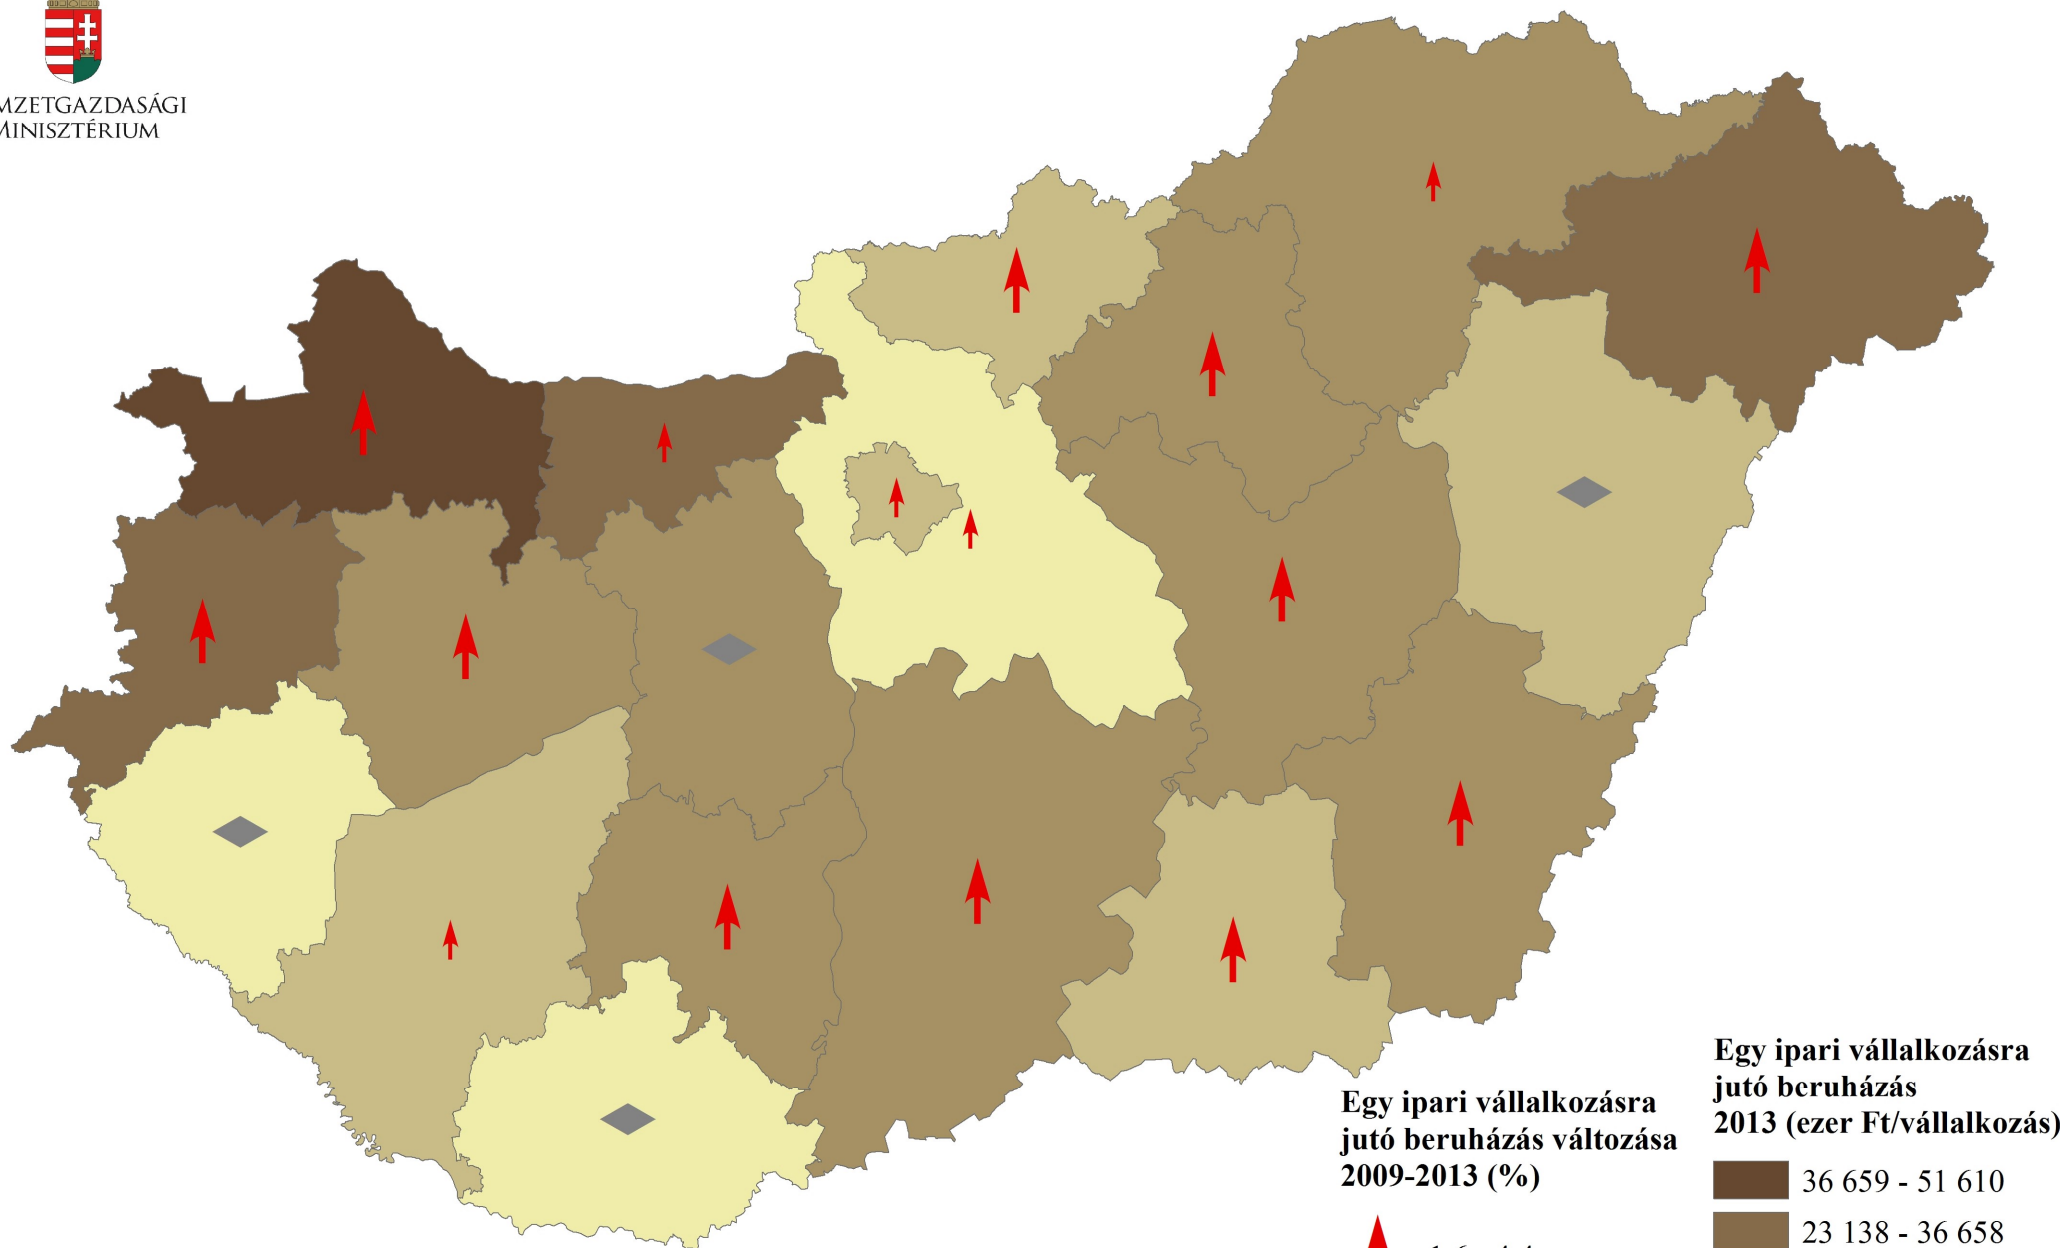 MZETGAZDASÁGI
MINISZTÉRIUM
Egy ipari vállalkozásra
jutó beruházás változása
2009-2013 (%)
Egy ipari vállalkozásra
jutó beruházás
2013 (ezer Ft/vállalkozás)
36 659 - 51 610
23 138 - 36 658